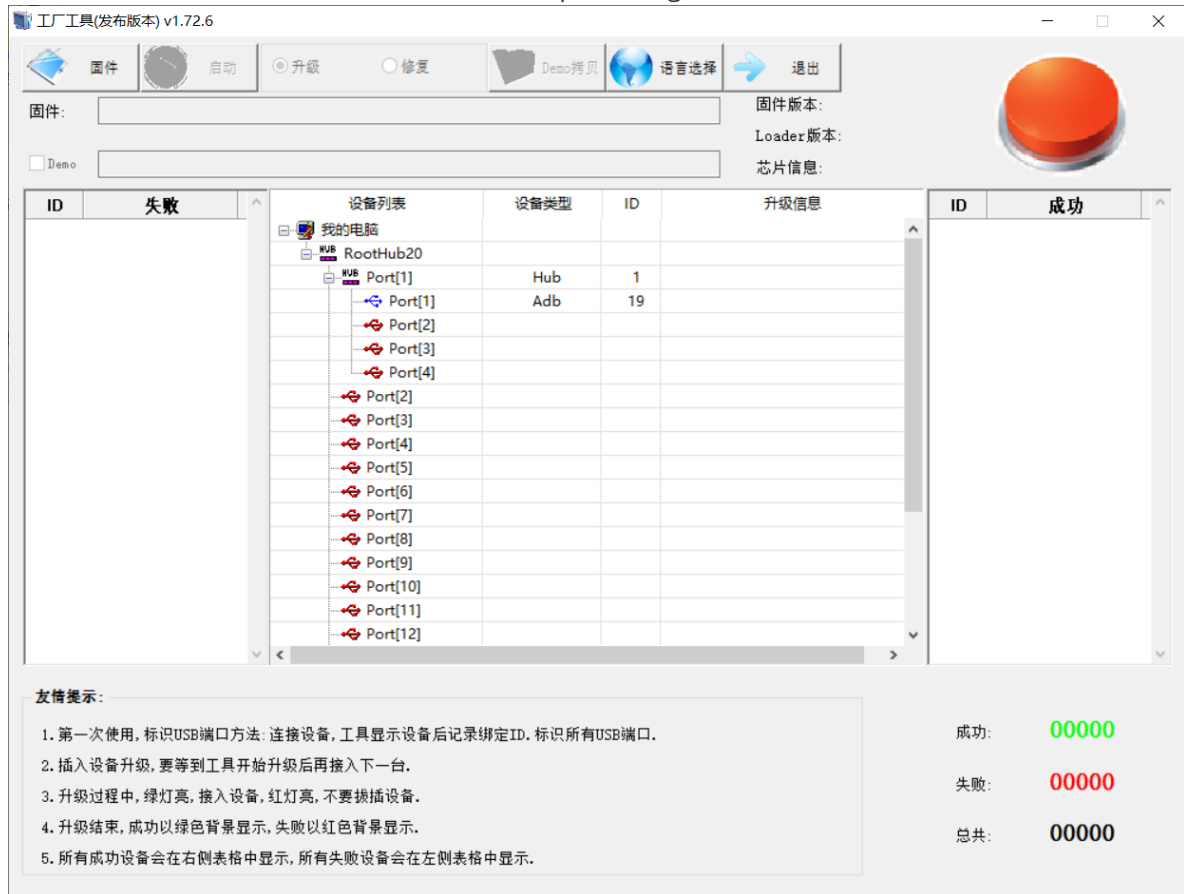 工厂工具(发布版本) v1.72.6
固件 启动 升级 修复 Demo拷贝 语言选择 退出
固件: 固件版本:
Loader版本:
Demo 芯片信息:
ID 失败 设备列表 设备类型 ID 升级信息 ID 成功
我的电脑
HUB RootHub20
HUB Port[1] Hub 1
Port[1] Adb 19
Port[2]
Port[3]
Port[4]
Port[2]
Port[3]
Port[4]
Port[5]
Port[6]
Port[7]
Port[8]
Port[9]
Port[10]
Port[11]
Port[12]
友情提示:
1.第一次使用,标识USB端口方法:连接设备,工具显示设备后记录绑定ID.标识所有USB端口.
2.插入设备升级,要等到工具开始升级后再接入下一台.
3.升级过程中,绿灯亮,接入设备,红灯亮,不要拔插设备.
4.升级结束,成功以绿色背景显示,失败以红色背景显示.
5.所有成功设备会在右侧表格中显示,所有失败设备会在左侧表格中显示.
成功: 00000
失败: 00000
总共: 00000